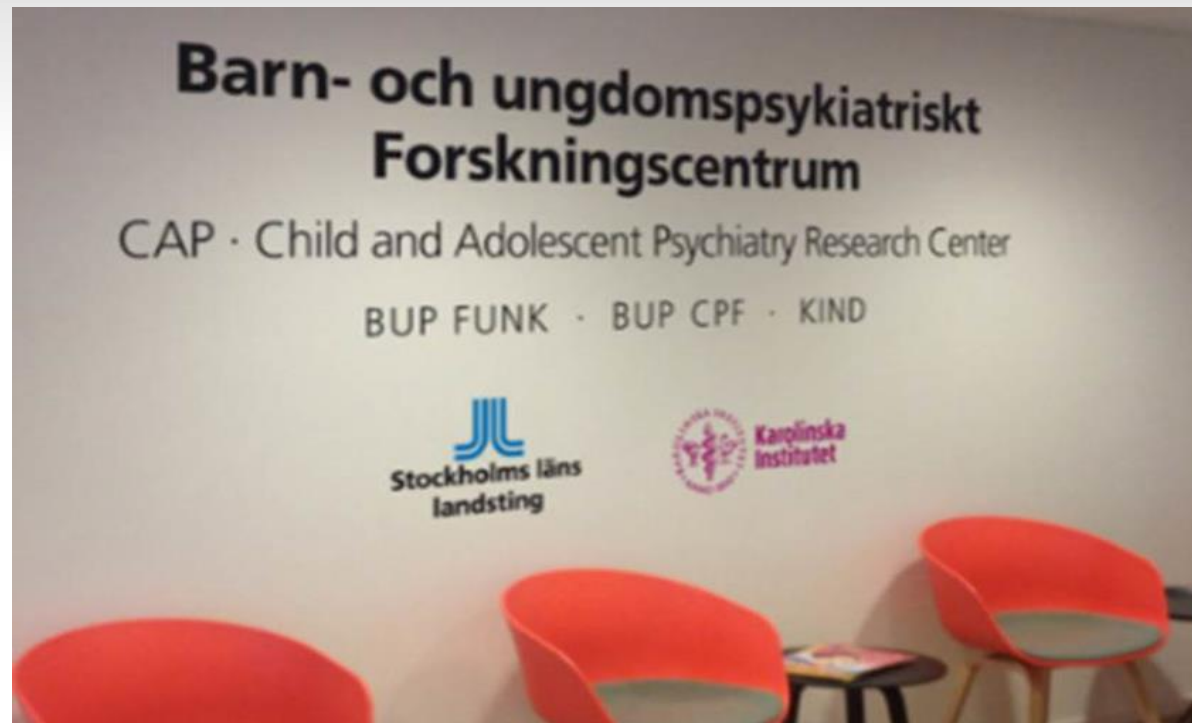 Barn- och ungdomspsykiatriskt
Forskningscentrum
CAP · Child and Adolescent Psychiatry Research Center
BUP FUNK · BUP CPF · KIND
Stockholms läns
landsting
Karolinska
Institutet